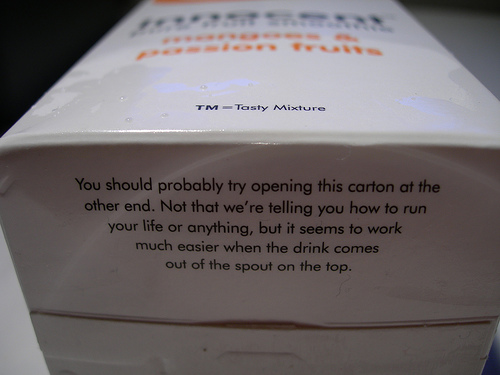 innocent
mangoes &
passion fruits
TM = Tasty Mixture
You should probably try opening this carton at the
other end. Not that we're telling you how to run
your life or anything, but it seems to work
much easier when the drink comes
out of the spout on the top.